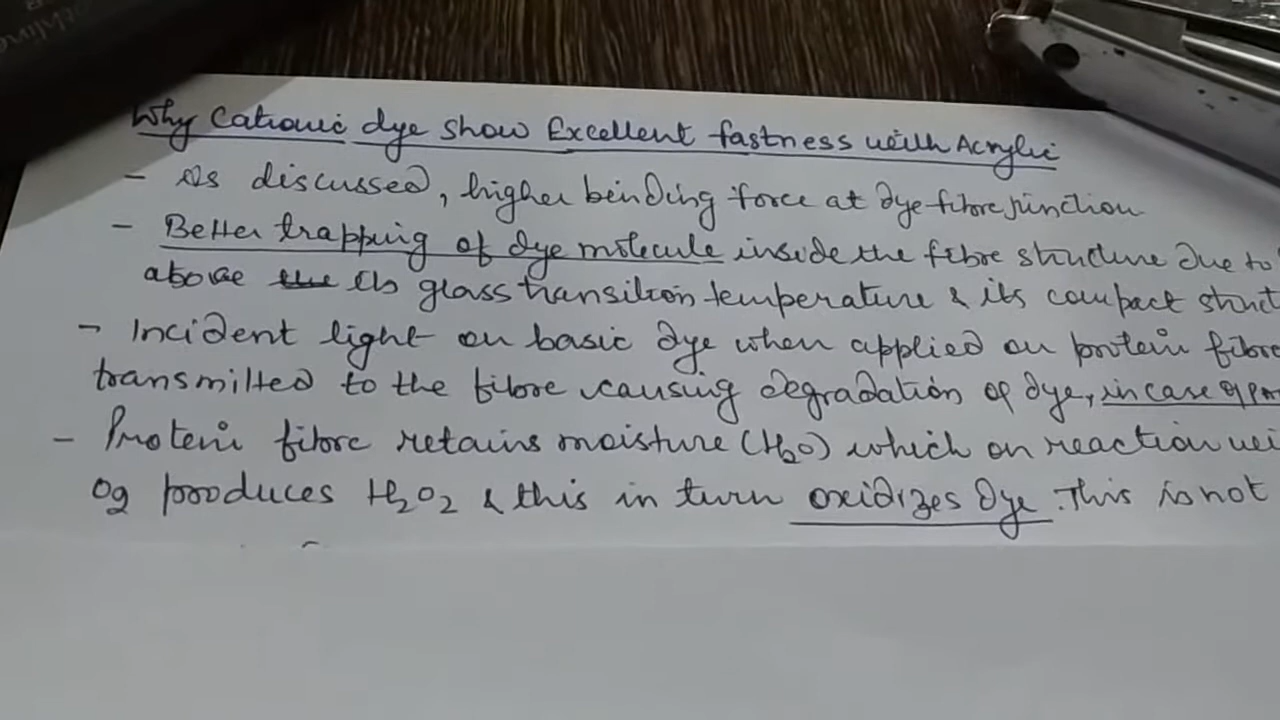 Why Cationic dye show Excellent fastness with Acrylic
- As discussed, higher beinding force at dye fibre junction
- Better trapping of dye molecule inside the fibre structure due to
above its glass transition temperature & its compact struct
- Incident light on basic dye when applied on protein fibre
transmitted to the fibre causing degradation of dye, in case of
- Protein fibre retains moisture (H2O) which on reaction
O2 produces H2O2 & this in turn oxidizes dye. This is not